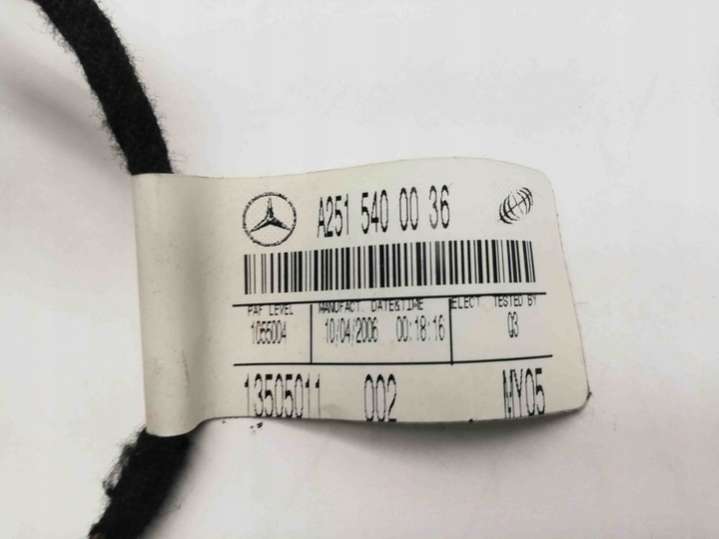 A251 540 00 36
PAF LEVEL MANUFACT. DATE&TIME ELECT. TESTED BY
1055004 10/04/2006 00:18:16 03
13505011 002 MY05